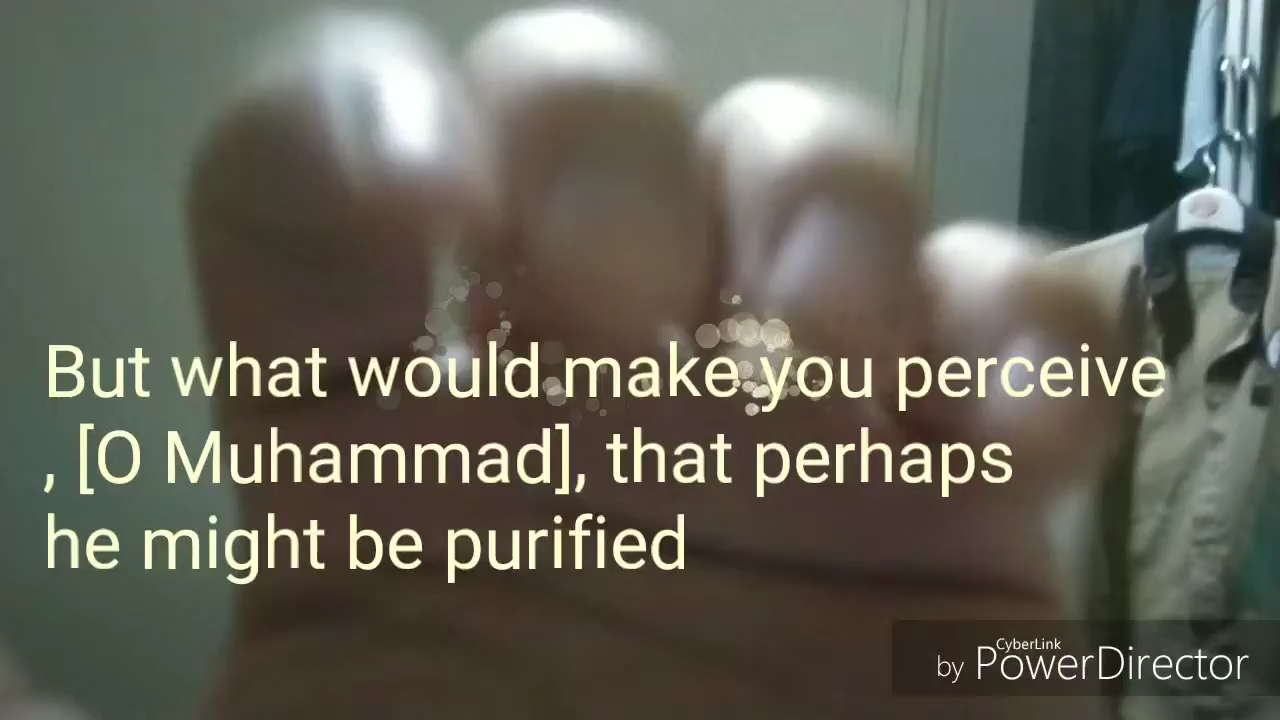 But what would make you perceive
, [O Muhammad], that perhaps
he might be purified
CyberLink
by PowerDirector